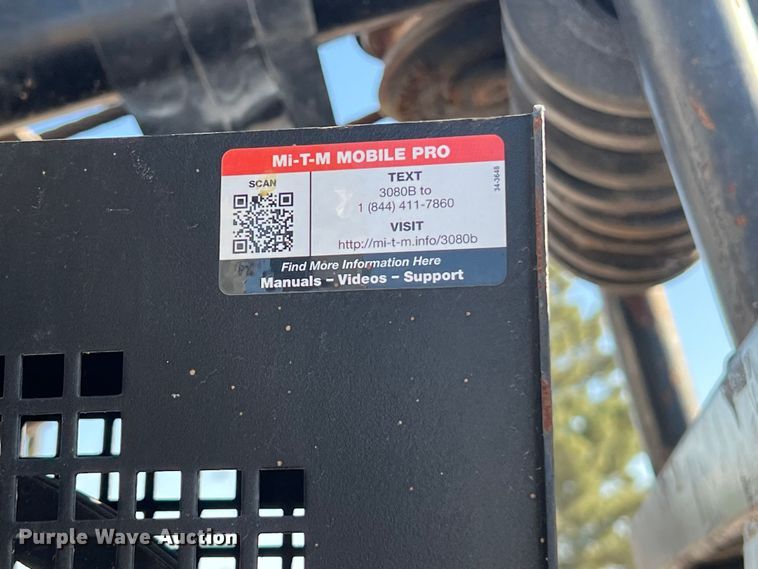 Mi-T-M MOBILE PRO
SCAN
TEXT
3080B to
1 (844) 411-7860
VISIT
http://mi-t-m.info/3080b
34-3648
Find More Information Here
Manuals – Videos – Support
Purple Wave Auction